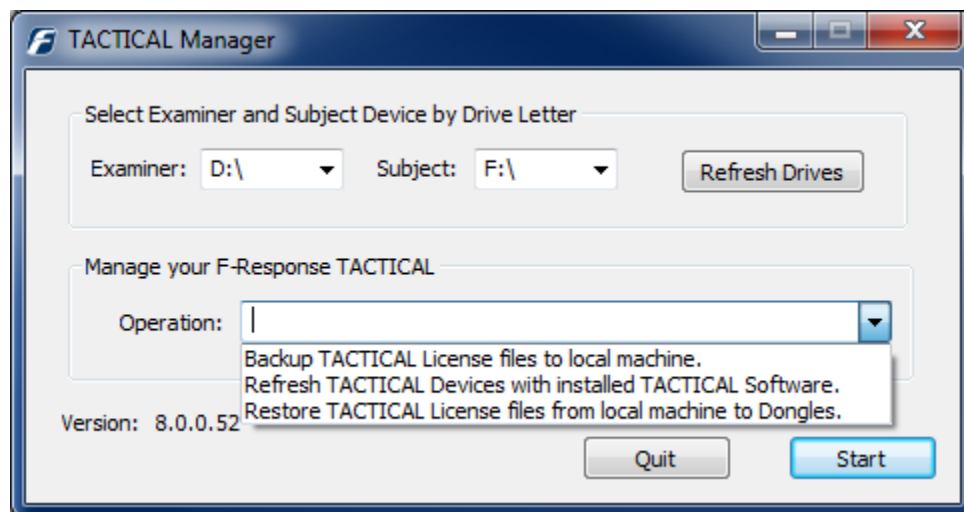 TACTICAL Manager
Select Examiner and Subject Device by Drive Letter
Examiner: D:\ Subject: F:\ Refresh Drives
Manage your F-Response TACTICAL
Operation:
Backup TACTICAL License files to local machine.
Refresh TACTICAL Devices with installed TACTICAL Software.
Restore TACTICAL License files from local machine to Dongles.
Version: 8.0.0.52
Quit Start